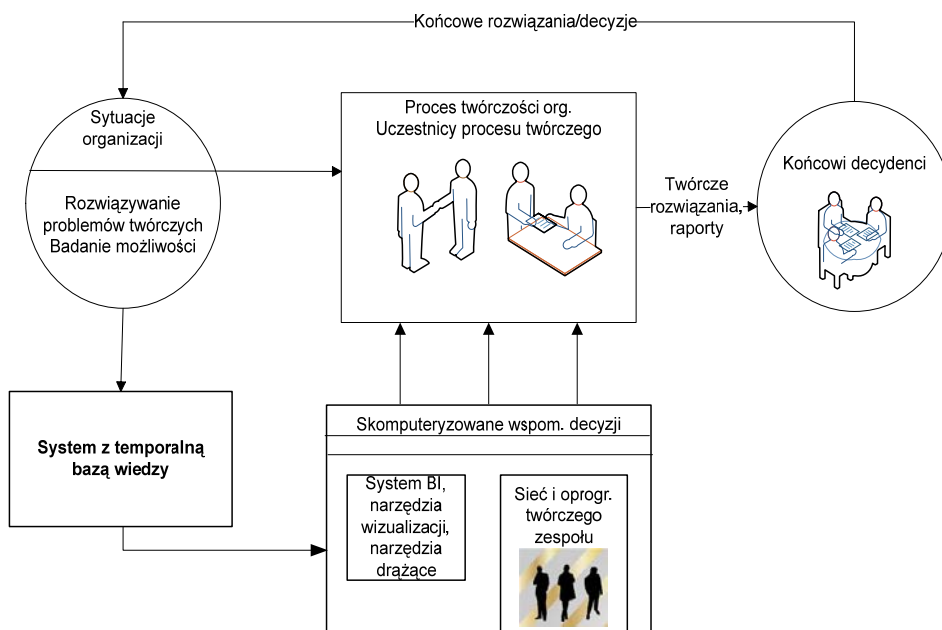 Końcowe rozwiązania/decyzje
Sytuacje
organizacji
Rozwiązywanie
problemów twórczych
Badanie możliwości
Proces twórczości org.
Uczestnicy procesu twórczego
Twórcze
rozwiązania,
raporty
Końcowi decydenci
System z temporalną
bazą wiedzy
Skomputeryzowane wspom. decyzji
System BI,
narzędzia
wizualizacji,
narzędzia
drążące
Sieć i oprogr.
twórczego
zespołu